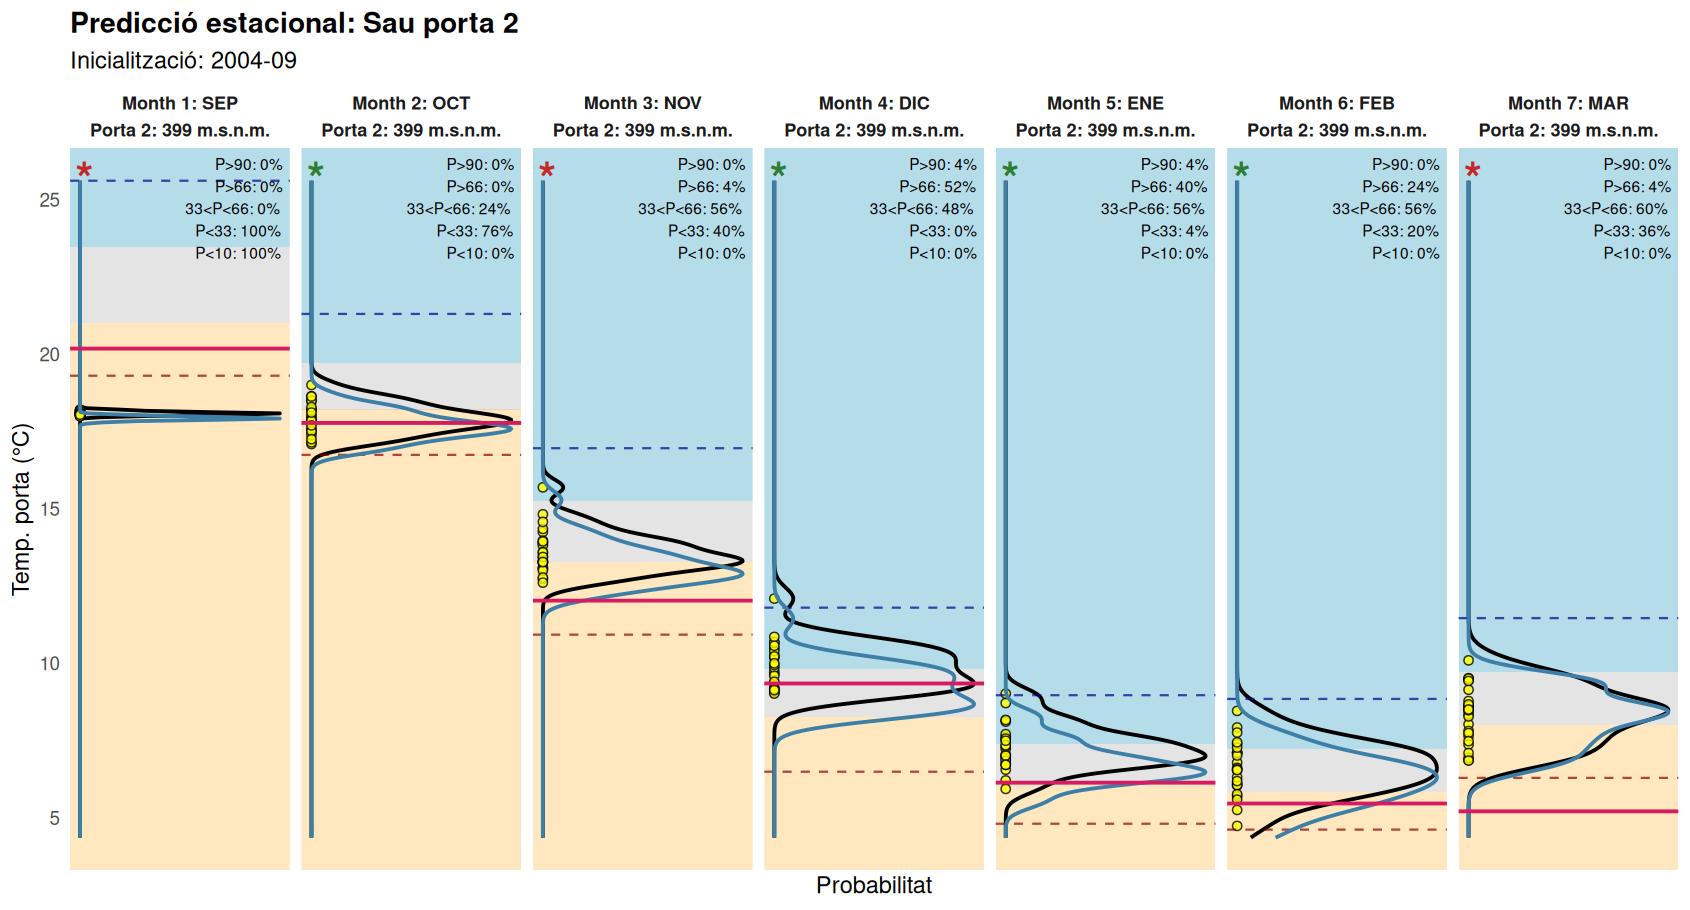 Predicció estacional: Sau porta 2
Inicialització: 2004-09
Month 1: SEP
Porta 2: 399 m.s.n.m.
Month 2: OCT
Porta 2: 399 m.s.n.m.
Month 3: NOV
Porta 2: 399 m.s.n.m.
Month 4: DIC
Porta 2: 399 m.s.n.m.
Month 5: ENE
Porta 2: 399 m.s.n.m.
Month 6: FEB
Porta 2: 399 m.s.n.m.
Month 7: MAR
Porta 2: 399 m.s.n.m.
*
P>90: 0%
P>66: 0%
33<P<66: 0%
P<33: 100%
P<10: 100%
*
P>90: 0%
P>66: 0%
33<P<66: 24%
P<33: 76%
P<10: 0%
*
P>90: 0%
P>66: 4%
33<P<66: 56%
P<33: 40%
P<10: 0%
*
P>90: 4%
P>66: 52%
33<P<66: 48%
P<33: 0%
P<10: 0%
*
P>90: 4%
P>66: 40%
33<P<66: 56%
P<33: 4%
P<10: 0%
*
P>90: 0%
P>66: 24%
33<P<66: 56%
P<33: 20%
P<10: 0%
*
P>90: 0%
P>66: 4%
33<P<66: 60%
P<33: 36%
P<10: 0%
25
20
15
10
5
Temp. porta (°C)
Probabilitat